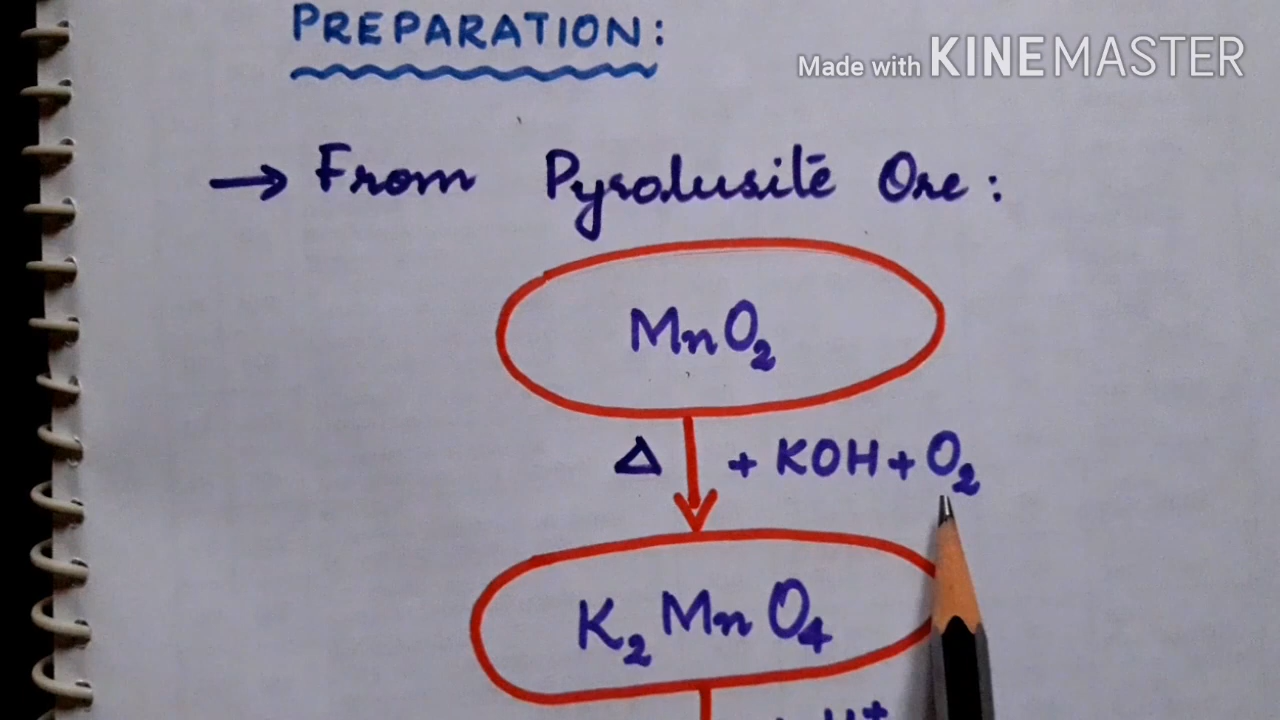 PREPARATION:
Made with KINEMASTER
→ From Pyrolusite Ore:
MnO₂
Δ + KOH + O₂
K₂MnO₄
H⁺